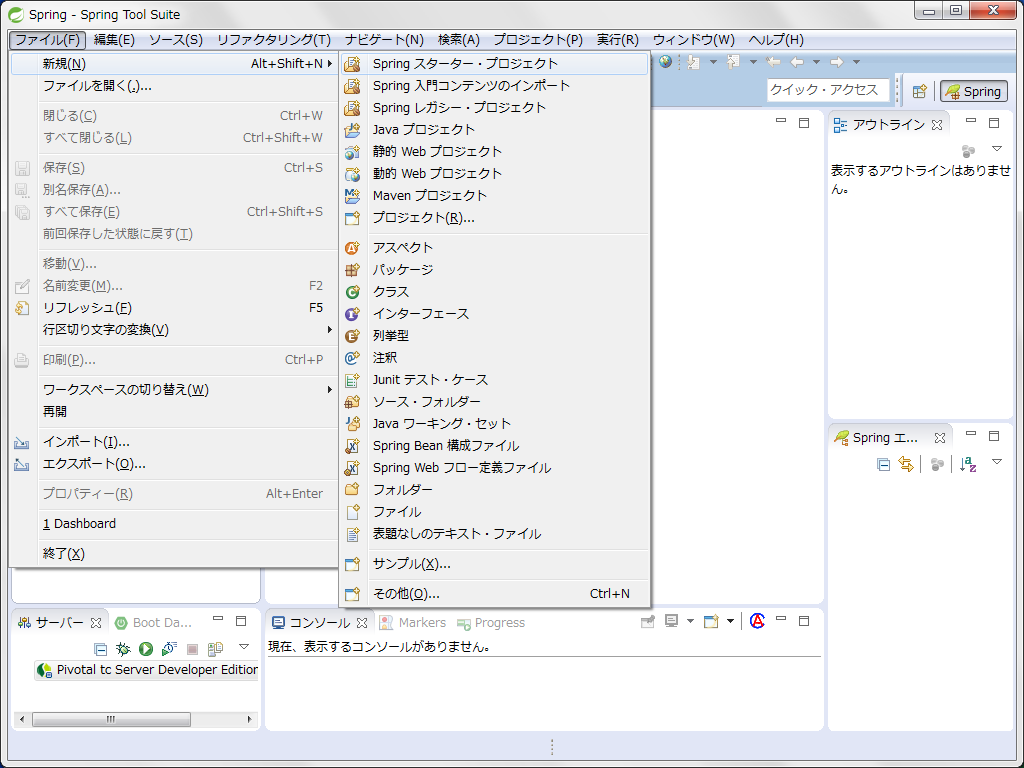 Spring - Spring Tool Suite
ファイル(F) 編集(E) ソース(S) リファクタリング(T) ナビゲート(N) 検索(A) プロジェクト(P) 実行(R) ウィンドウ(W) ヘルプ(H)
新規(N) Alt+Shift+N
ファイルを開く(.)...
閉じる(C) Ctrl+W
すべて閉じる(L) Ctrl+Shift+W
保存(S) Ctrl+S
別名保存(A)...
すべて保存(E) Ctrl+Shift+S
前回保存した状態に戻す(T)
移動(V)...
名前変更(M)... F2
リフレッシュ(F) F5
行区切り文字の変換(V)
印刷(P)... Ctrl+P
ワークスペースの切り替え(W)
再開
インポート(I)...
エクスポート(O)...
プロパティー(R) Alt+Enter
1 Dashboard
終了(X)
Spring スターター・プロジェクト
Spring 入門コンテンツのインポート
Spring レガシー・プロジェクト
Java プロジェクト
静的 Web プロジェクト
動的 Web プロジェクト
Maven プロジェクト
プロジェクト(R)...
アスペクト
パッケージ
クラス
インターフェース
列挙型
注釈
Junit テスト・ケース
ソース・フォルダー
Java ワーキング・セット
Spring Bean 構成ファイル
Spring Web フロー定義ファイル
フォルダー
ファイル
表題なしのテキスト・ファイル
サンプル(X)...
その他(O)... Ctrl+N
クイック・アクセス
Spring
アウトライン
表示するアウトラインはありませ
ん。
Spring エ...
サーバー
Boot Da...
Pivotal tc Server Developer Edition
コンソール
Markers
Progress
現在、表示するコンソールがありません。